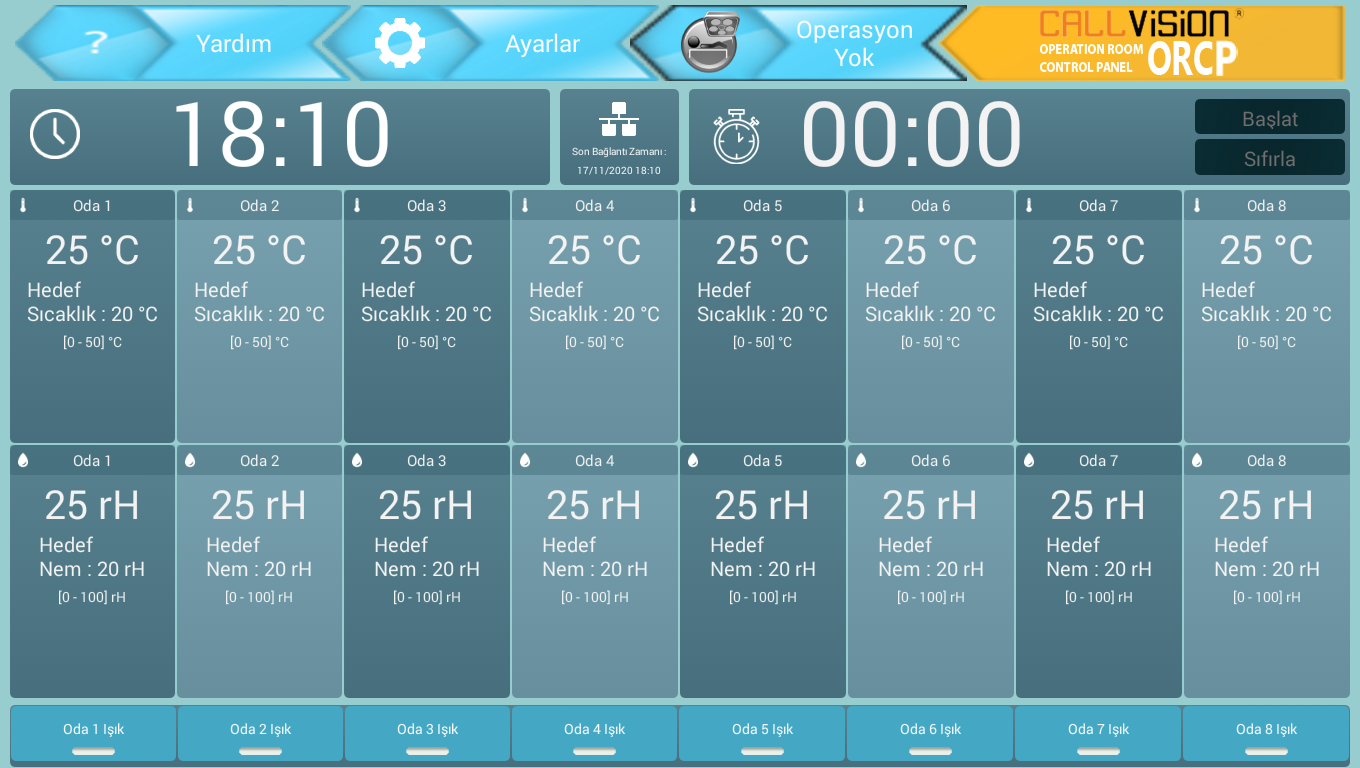 ?
Yardım
Ayarlar
Operasyon
Yok
CALLViSiON®
OPERATION ROOM
CONTROL PANEL
ORCP
18:10
Son Bağlantı Zamanı :
17/11/2020 18:10
00:00
Başlat
Sıfırla
Oda 1
Oda 2
Oda 3
Oda 4
Oda 5
Oda 6
Oda 7
Oda 8
25 °C
25 °C
25 °C
25 °C
25 °C
25 °C
25 °C
25 °C
Hedef
Hedef
Hedef
Hedef
Hedef
Hedef
Hedef
Hedef
Sıcaklık : 20 °C
Sıcaklık : 20 °C
Sıcaklık : 20 °C
Sıcaklık : 20 °C
Sıcaklık : 20 °C
Sıcaklık : 20 °C
Sıcaklık : 20 °C
Sıcaklık : 20 °C
[0 - 50] °C
[0 - 50] °C
[0 - 50] °C
[0 - 50] °C
[0 - 50] °C
[0 - 50] °C
[0 - 50] °C
[0 - 50] °C
Oda 1
Oda 2
Oda 3
Oda 4
Oda 5
Oda 6
Oda 7
Oda 8
25 rH
25 rH
25 rH
25 rH
25 rH
25 rH
25 rH
25 rH
Hedef
Hedef
Hedef
Hedef
Hedef
Hedef
Hedef
Hedef
Nem : 20 rH
Nem : 20 rH
Nem : 20 rH
Nem : 20 rH
Nem : 20 rH
Nem : 20 rH
Nem : 20 rH
Nem : 20 rH
[0 - 100] rH
[0 - 100] rH
[0 - 100] rH
[0 - 100] rH
[0 - 100] rH
[0 - 100] rH
[0 - 100] rH
[0 - 100] rH
Oda 1 Işık
Oda 2 Işık
Oda 3 Işık
Oda 4 Işık
Oda 5 Işık
Oda 6 Işık
Oda 7 Işık
Oda 8 Işık